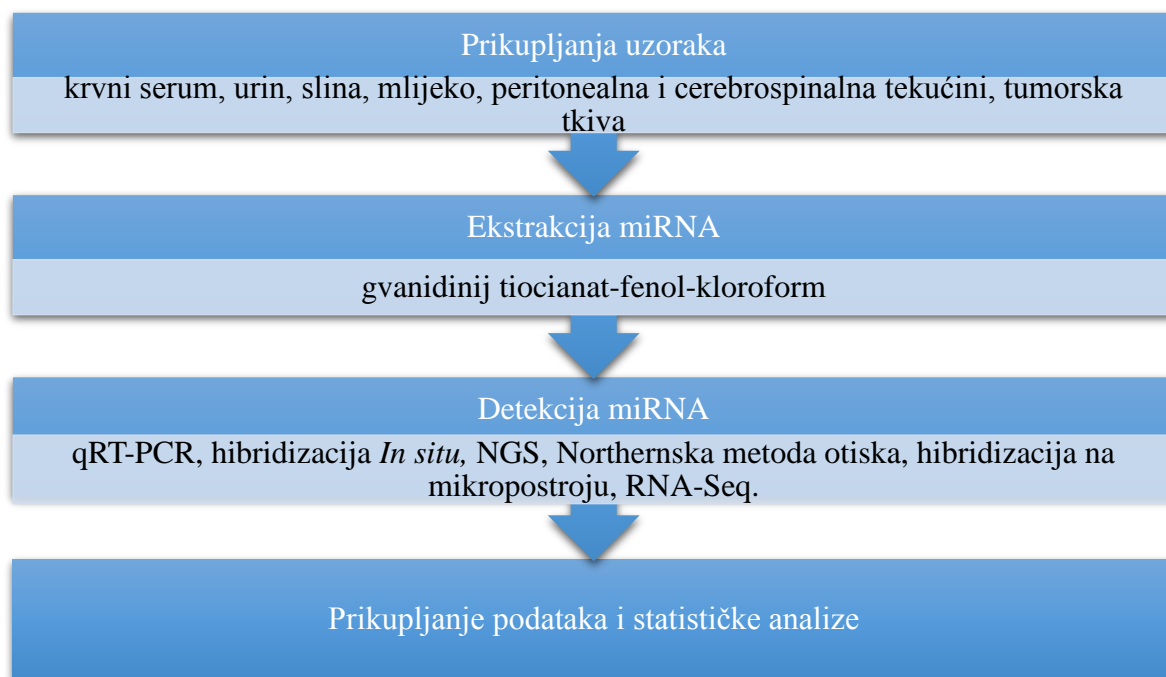 Prikupljanja uzoraka
krvni serum, urin, slina, mlijeko, peritonealna i cerebrospinalna tekućini, tumorska
tkiva
Ekstrakcija miRNA
gvanidinij tiocianat-fenol-kloroform
Detekcija miRNA
qRT-PCR, hibridizacija In situ, NGS, Northernska metoda otiska, hibridizacija na
mikropostroju, RNA-Seq.
Prikupljanje podataka i statističke analize